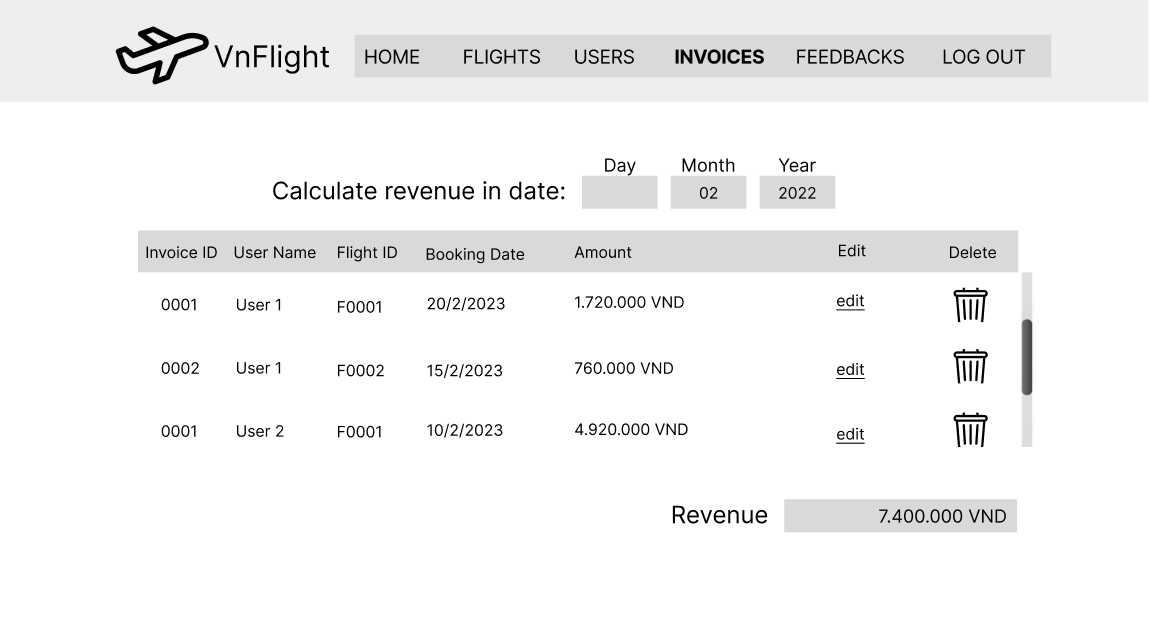 VnFlight HOME FLIGHTS USERS INVOICES FEEDBACKS LOG OUT
Day Month Year
Calculate revenue in date: 02 2022
Invoice ID User Name Flight ID Booking Date Amount Edit Delete
0001 User 1 F0001 20/2/2023 1.720.000 VND edit
0002 User 1 F0002 15/2/2023 760.000 VND edit
0001 User 2 F0001 10/2/2023 4.920.000 VND edit
Revenue 7.400.000 VND